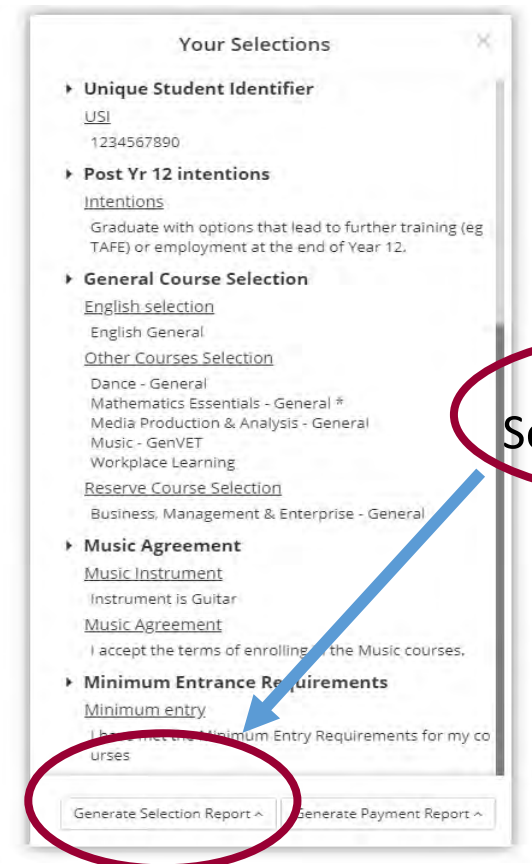 Your Selections
Unique Student Identifier
USI
1234567890
Post Yr 12 intentions
Intentions
Graduate with options that lead to further training (eg
TAFE) or employment at the end of Year 12.
General Course Selection
English selection
English General
Other Courses Selection
Dance - General
Mathematics Essentials - General *
Media Production & Analysis - General
Music - GenVET
Workplace Learning
Reserve Course Selection
Business, Management & Enterprise - General
Music Agreement
Music Instrument
Instrument is Guitar
Music Agreement
I accept the terms of enrolling the Music courses.
Minimum Entrance Requirements
Minimum entry
met the Minimum Entry Requirements for my co
urses
Generate Selection Report ^ Generate Payment Report ^